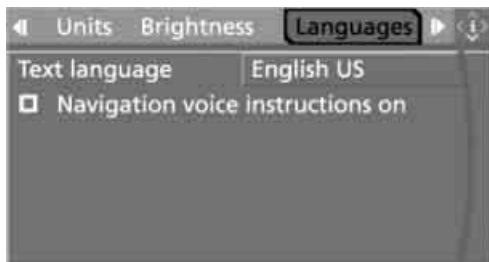 Units Brightness Languages
Text language English US
Navigation voice instructions on